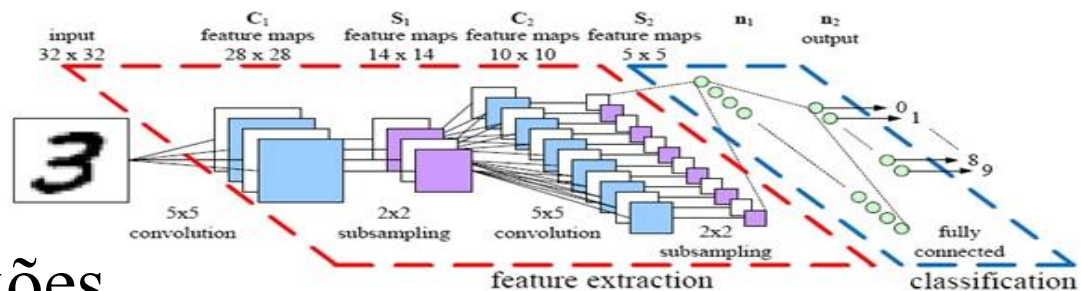 C1 S1 C2 S2 n1 n2
input feature maps feature maps feature maps feature maps output
32 x 32 28 x 28 14 x 14 10 x 10 5 x 5
3
0
1
8
9
5x5 2x2 5x5 2x2 fully
convolution subsampling convolution subsampling connected
feature extraction classification
ões